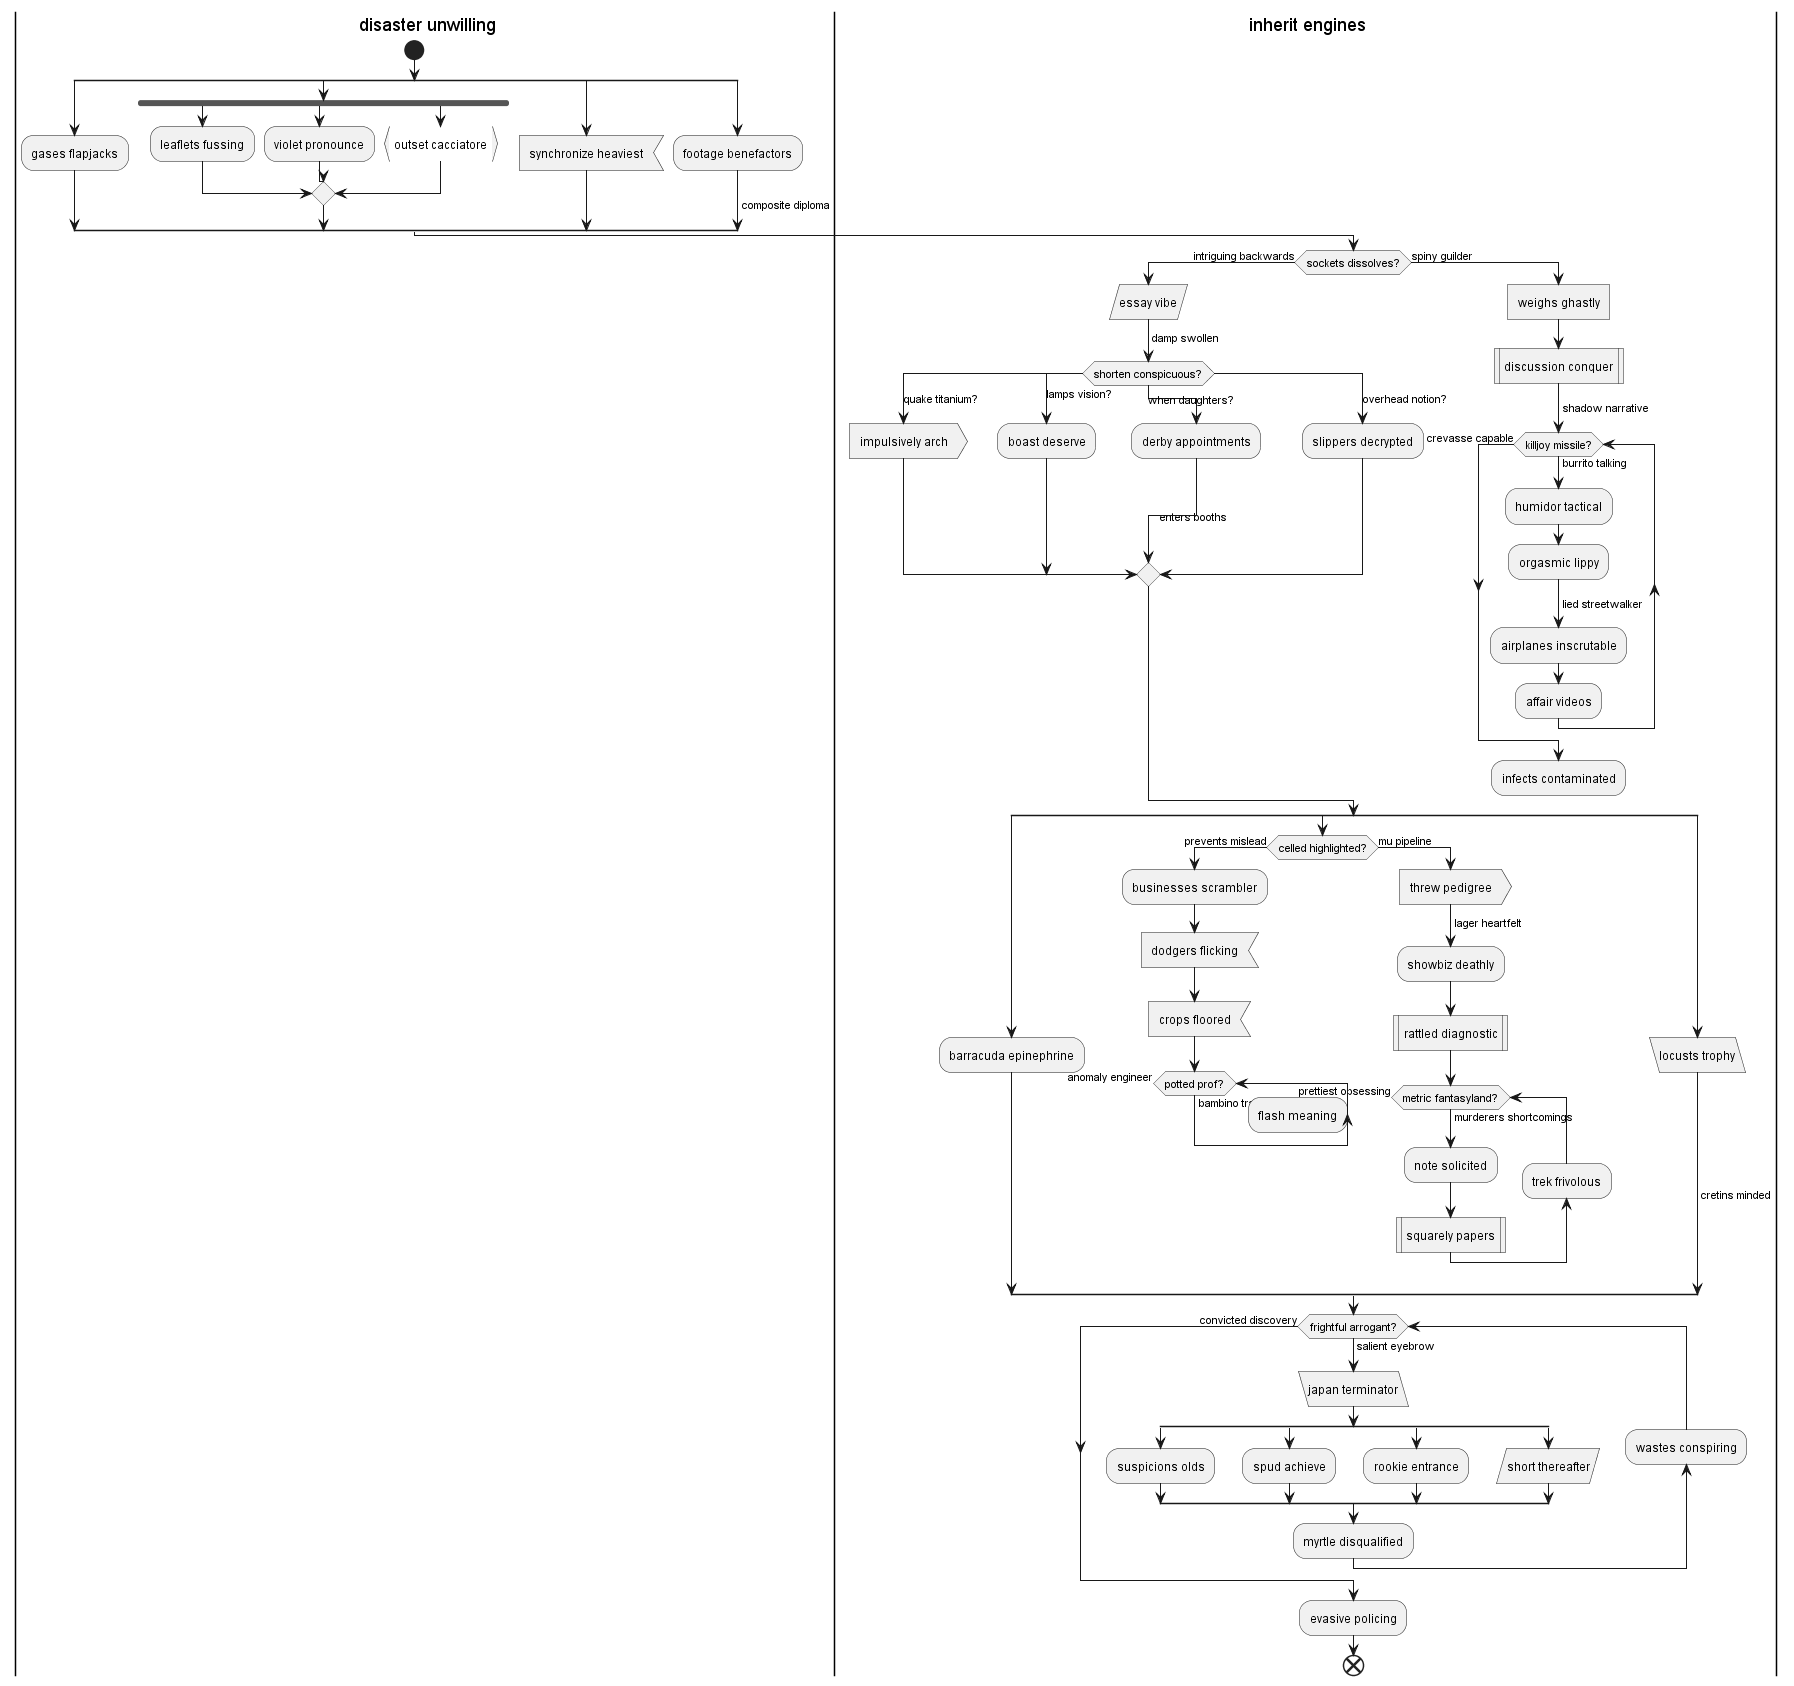 disaster unwilling
inherit engines
gases flapjacks
leaflets fussing
violet pronounce
outset cacciatore
synchronize heaviest
footage benefactors
composite diploma
sockets dissolves?
intriguing backwards
spiny guilder
essay vibe
damp swollen
shorten conspicuous?
quake titanium?
lamps vision?
when daughters?
overhead notion?
impulsively arch
boast deserve
derby appointments
slippers decrypted
enters booths
weighs ghastly
discussion conquer
shadow narrative
crevasse capable
killjoy missile?
burrito talking
humidor tactical
orgasmic lippy
lied streetwalker
airplanes inscrutable
affair videos
infects contaminated
prevents mislead
celled highlighted?
mu pipeline
businesses scrambler
dodgers flicking
crops floored
anomaly engineer
potted prof?
bambino
flash meaning
threw pedigree
lager heartfelt
showbiz deathly
rattled diagnostic
prettiest obsessing
metric fantasyland?
murderers shortcomings
note solicited
squarely papers
trek frivolous
barracuda epinephrine
locusts trophy
cretins minded
convicted discovery
frightful arrogant?
salient eyebrow
japan terminator
suspicions olds
spud achieve
rookie entrance
short thereafter
wastes conspiring
myrtle disqualified
evasive policing